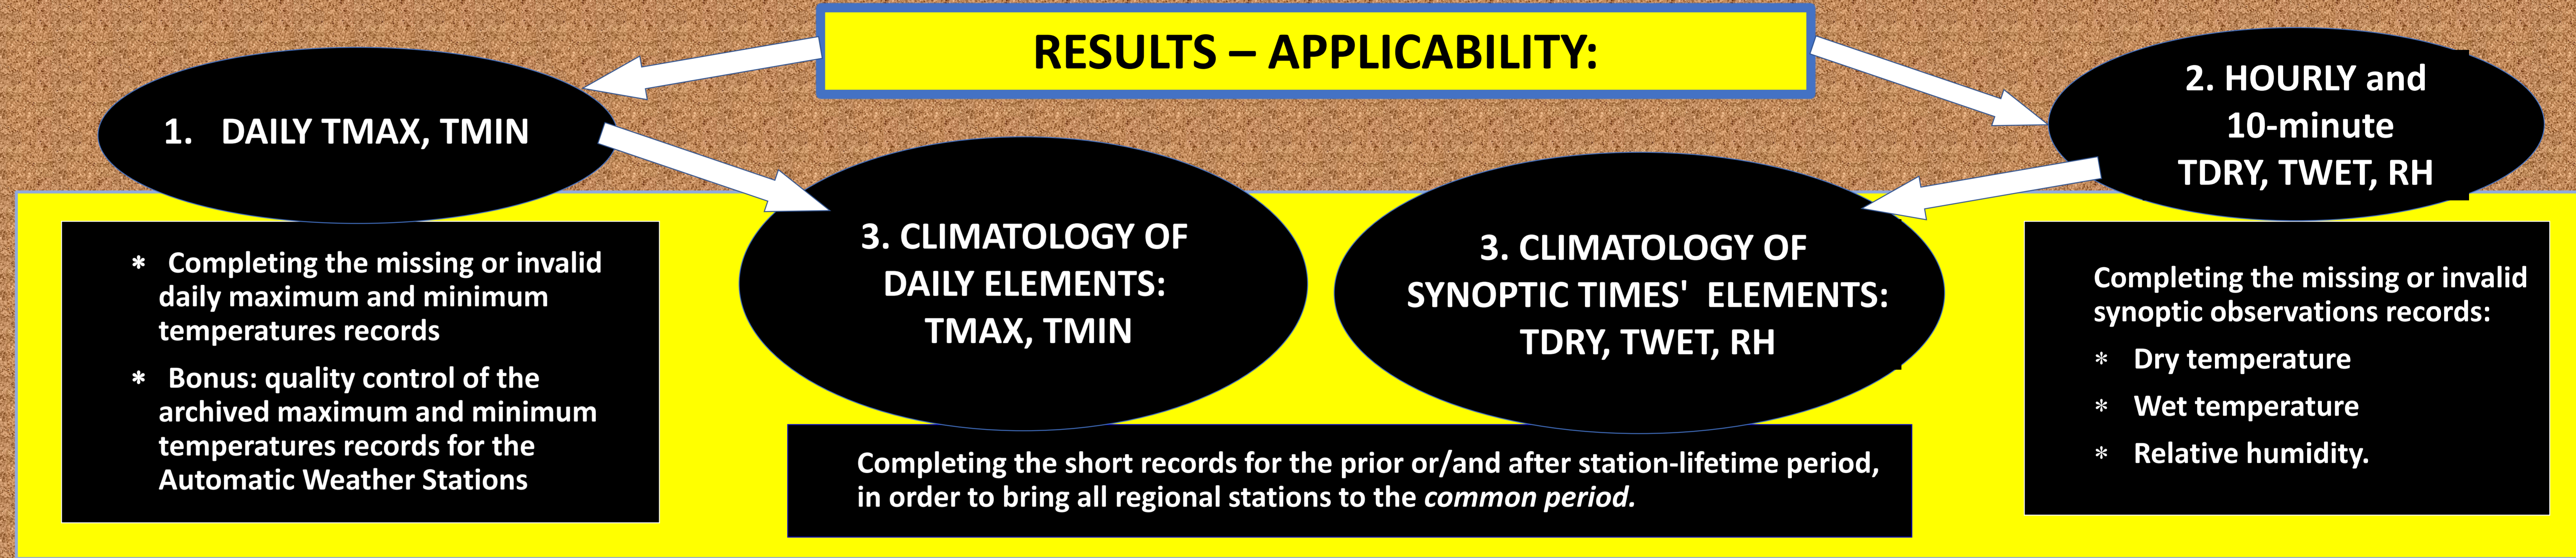 RESULTS – APPLICABILITY:
1. DAILY TMAX, TMIN
* Completing the missing or invalid
daily maximum and minimum
temperatures records
* Bonus: quality control of the
archived maximum and minimum
temperatures records for the
Automatic Weather Stations
3. CLIMATOLOGY OF
DAILY ELEMENTS:
TMAX, TMIN
3. CLIMATOLOGY OF
SYNOPTIC TIMES' ELEMENTS:
TDRY, TWET, RH
Completing the short records for the prior or/and after station-lifetime period,
in order to bring all regional stations to the common period.
2. HOURLY and
10-minute
TDRY, TWET, RH
Completing the missing or invalid
synoptic observations records:
* Dry temperature
* Wet temperature
* Relative humidity.